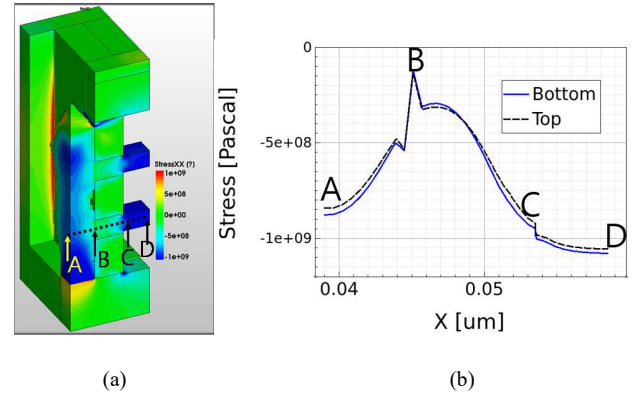 (a)
StressXX (?)
1e+09
5e+08
0e+00
-5e+08
-1e+09
A
B
C
D
Stress [Pascal]
0
-5e+08
-1e+09
A
B
C
D
Bottom
Top
0.04
0.05
X [um]
(a)
(b)